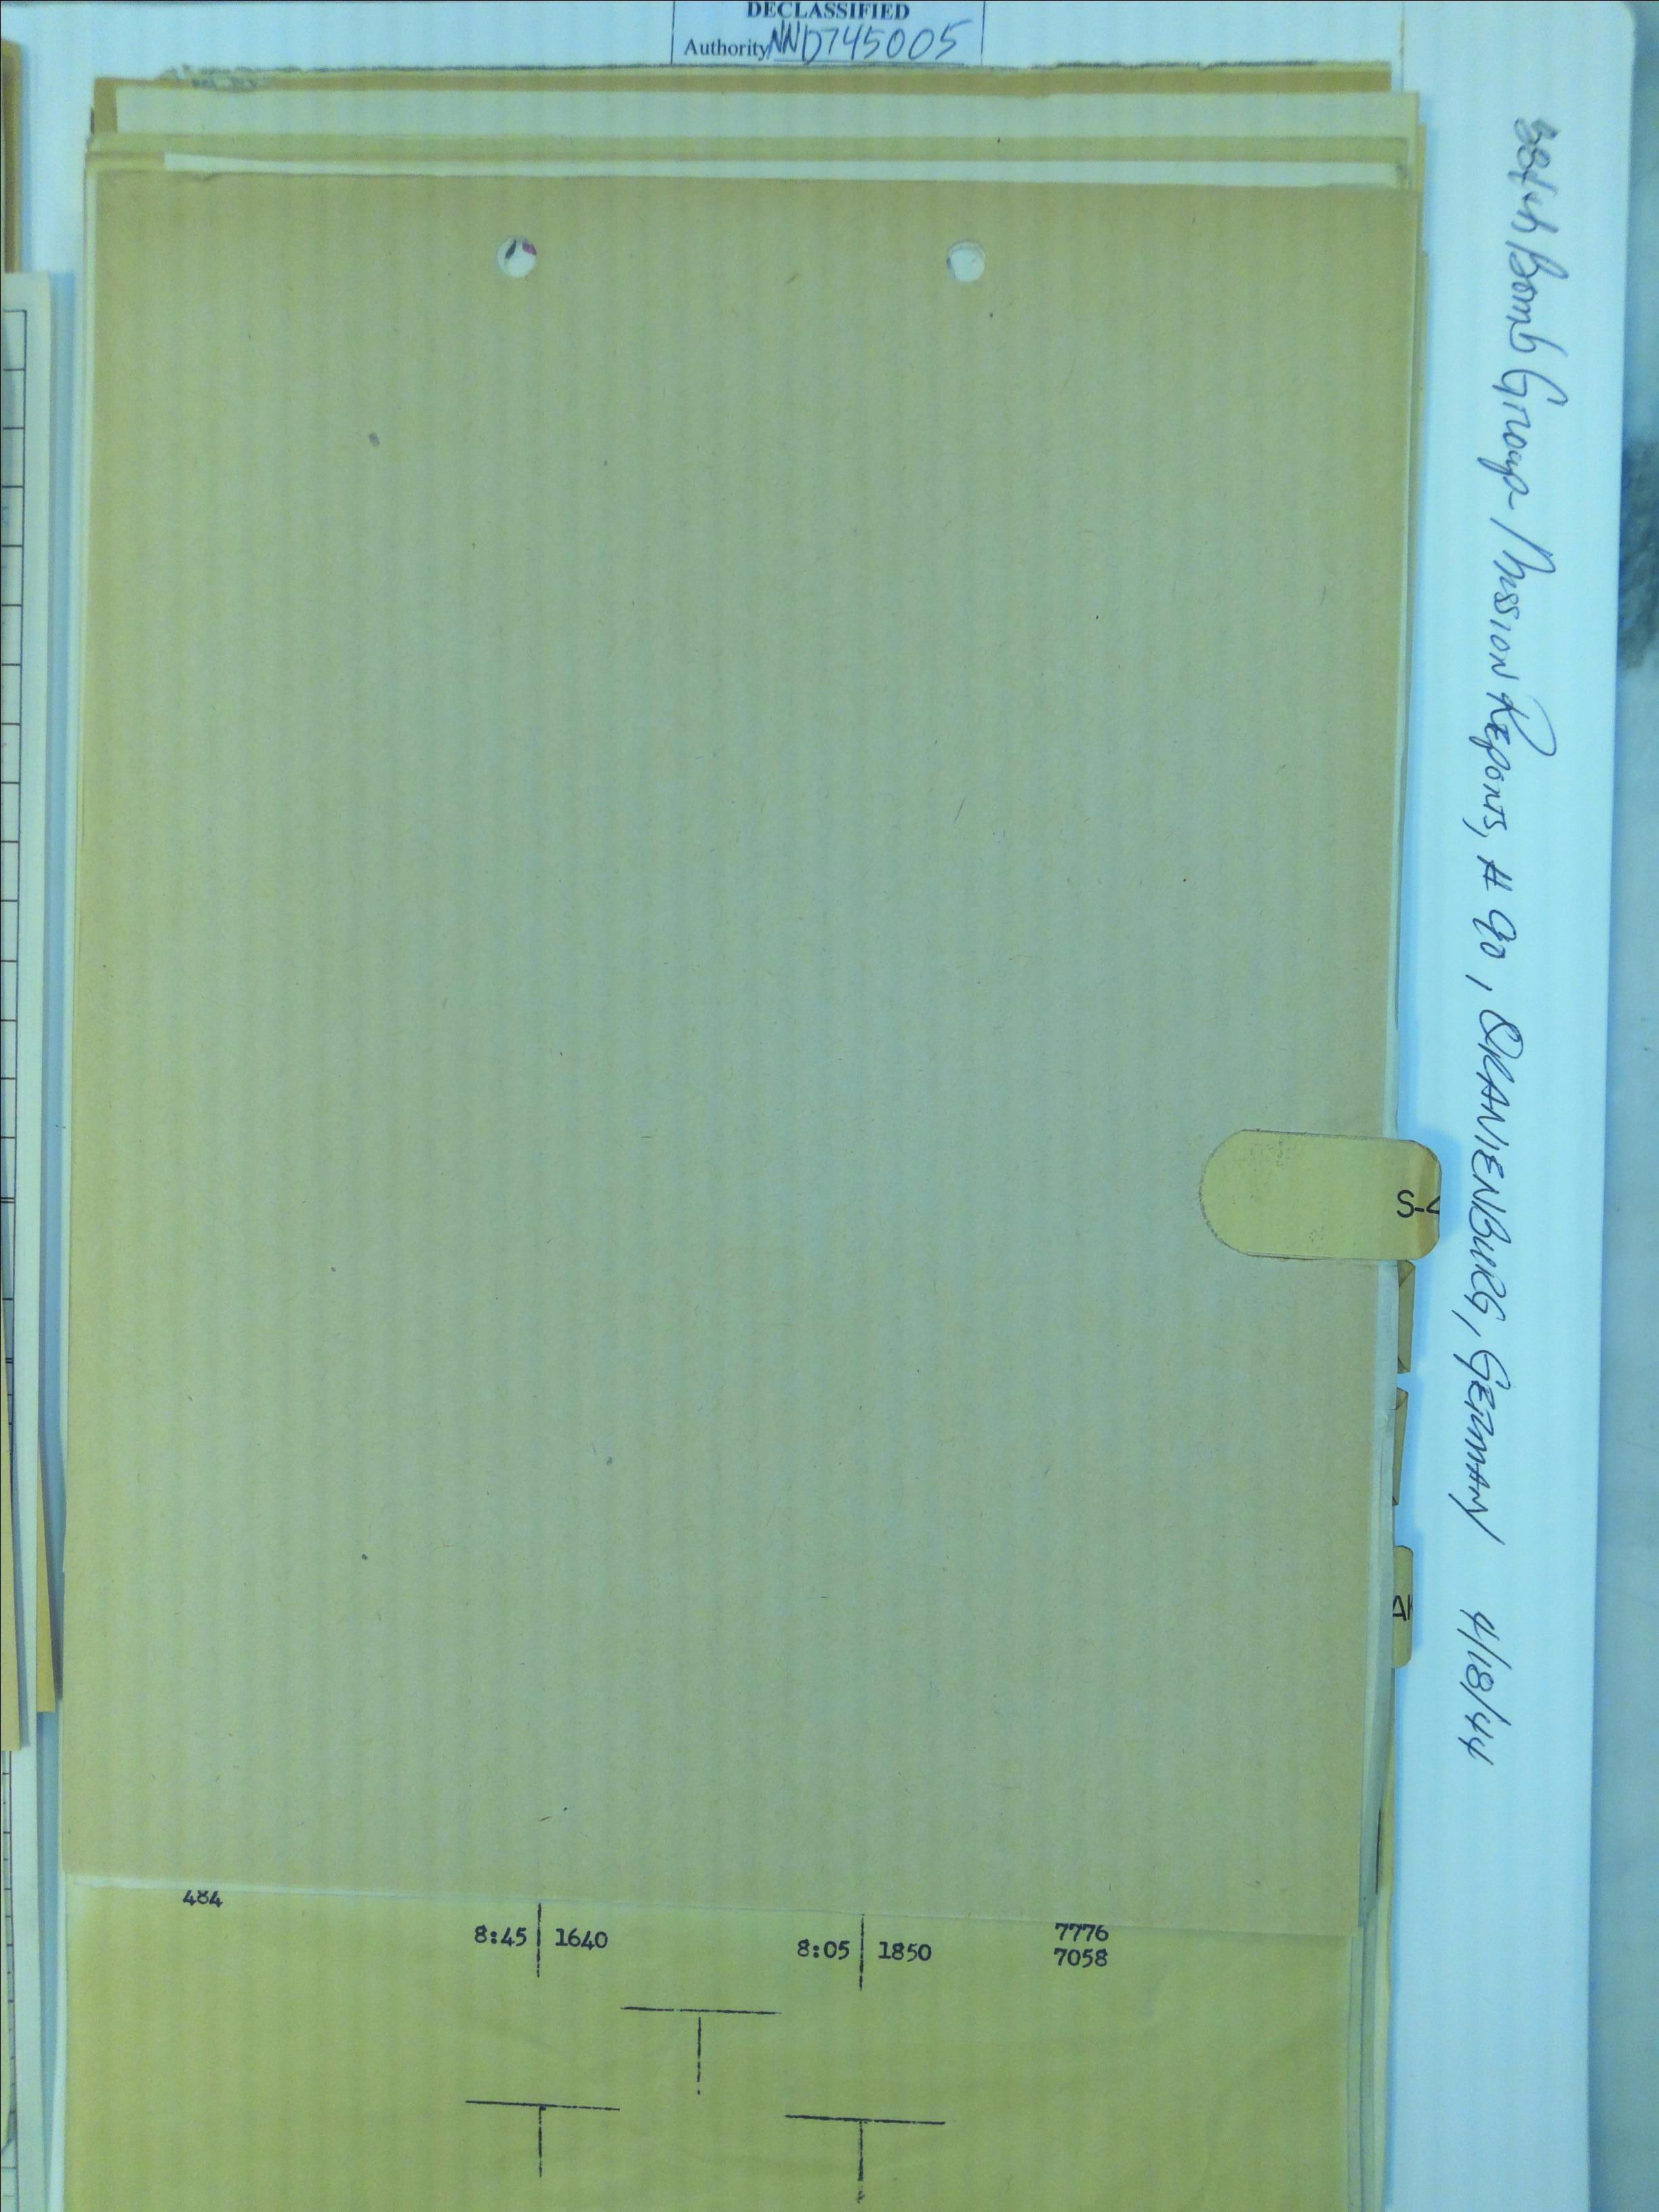 DECLASSIFIED
Authority NND745005
384th Bomb Group Mission Reports, # 90, ORANIENBURG, GERMANY 4/18/44
S-2
484
8:45 1640
8:05 1850
7776
7058